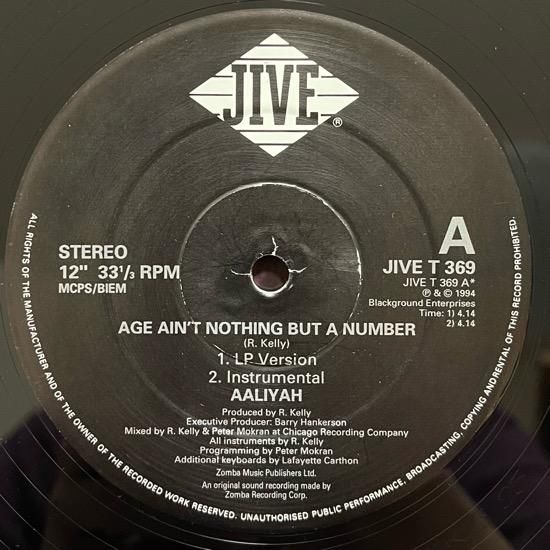 JIVE
®
STEREO
12" 33⅓ RPM
MCPS/BIEM
A
JIVE T 369
JIVE T 369 A*
℗ & © 1994
Blackground Enterprises
Time: 1) 4.14
2) 4.14
AGE AIN'T NOTHING BUT A NUMBER
(R. Kelly)
1. LP Version
2. Instrumental
AALIYAH
Produced by R. Kelly
Executive Producer: Barry Hankerson
Mixed by R. Kelly & Peter Mokran at Chicago Recording Company
All instruments by R. Kelly
Programming by Peter Mokran
Additional keyboards by Lafayette Carthon
Zomba Music Publishers Ltd.
An original sound recording made by
Zomba Recording Corp.
ALL RIGHTS OF THE MANUFACTURER AND OF THE OWNER OF THE RECORDED WORK RESERVED. UNAUTHORISED PUBLIC PERFORMANCE, BROADCASTING, COPYING AND RENTAL OF THIS RECORD PROHIBITED.